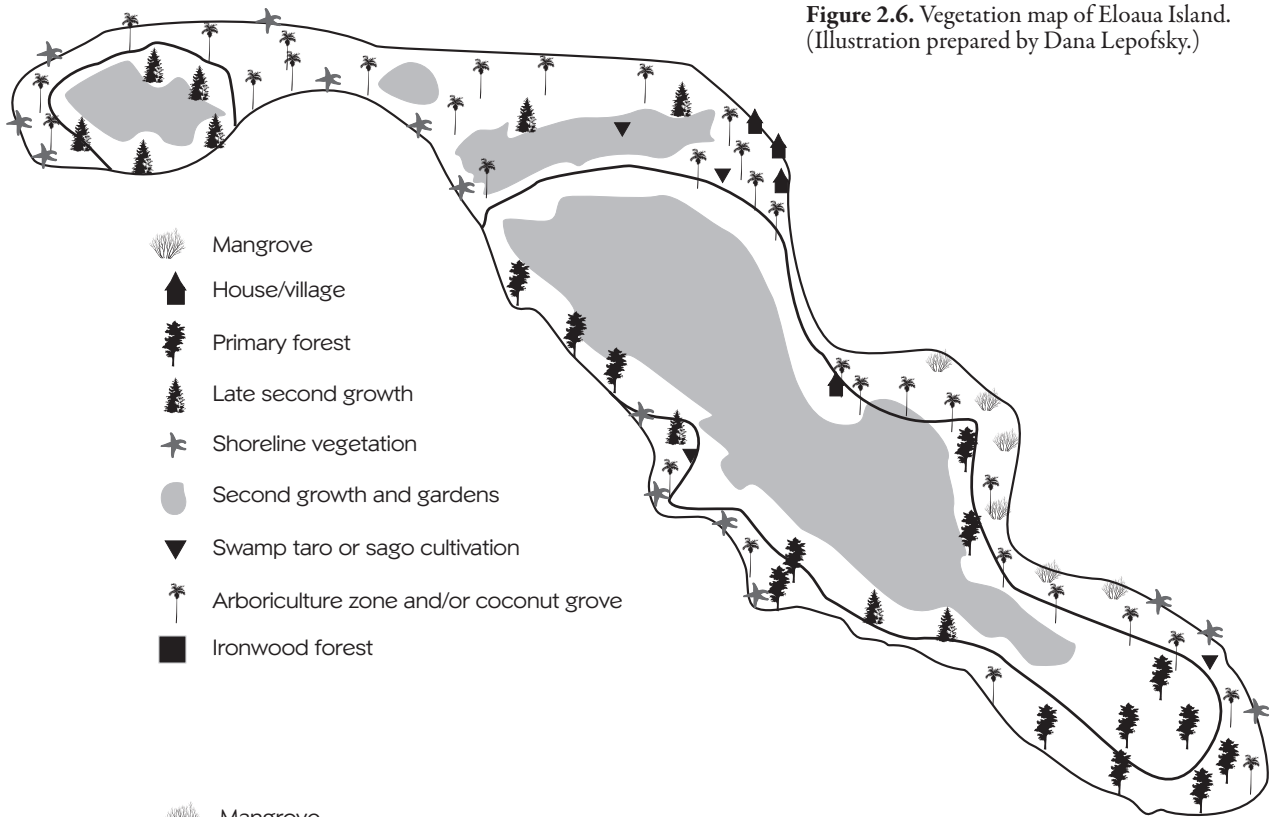 Figure 2.6. Vegetation map of Eloaua Island.
(Illustration prepared by Dana Lepofsky.)
Mangrove
House/village
Primary forest
Late second growth
Shoreline vegetation
Second growth and gardens
Swamp taro or sago cultivation
Arboriculture zone and/or coconut grove
Ironwood forest
Mangrove